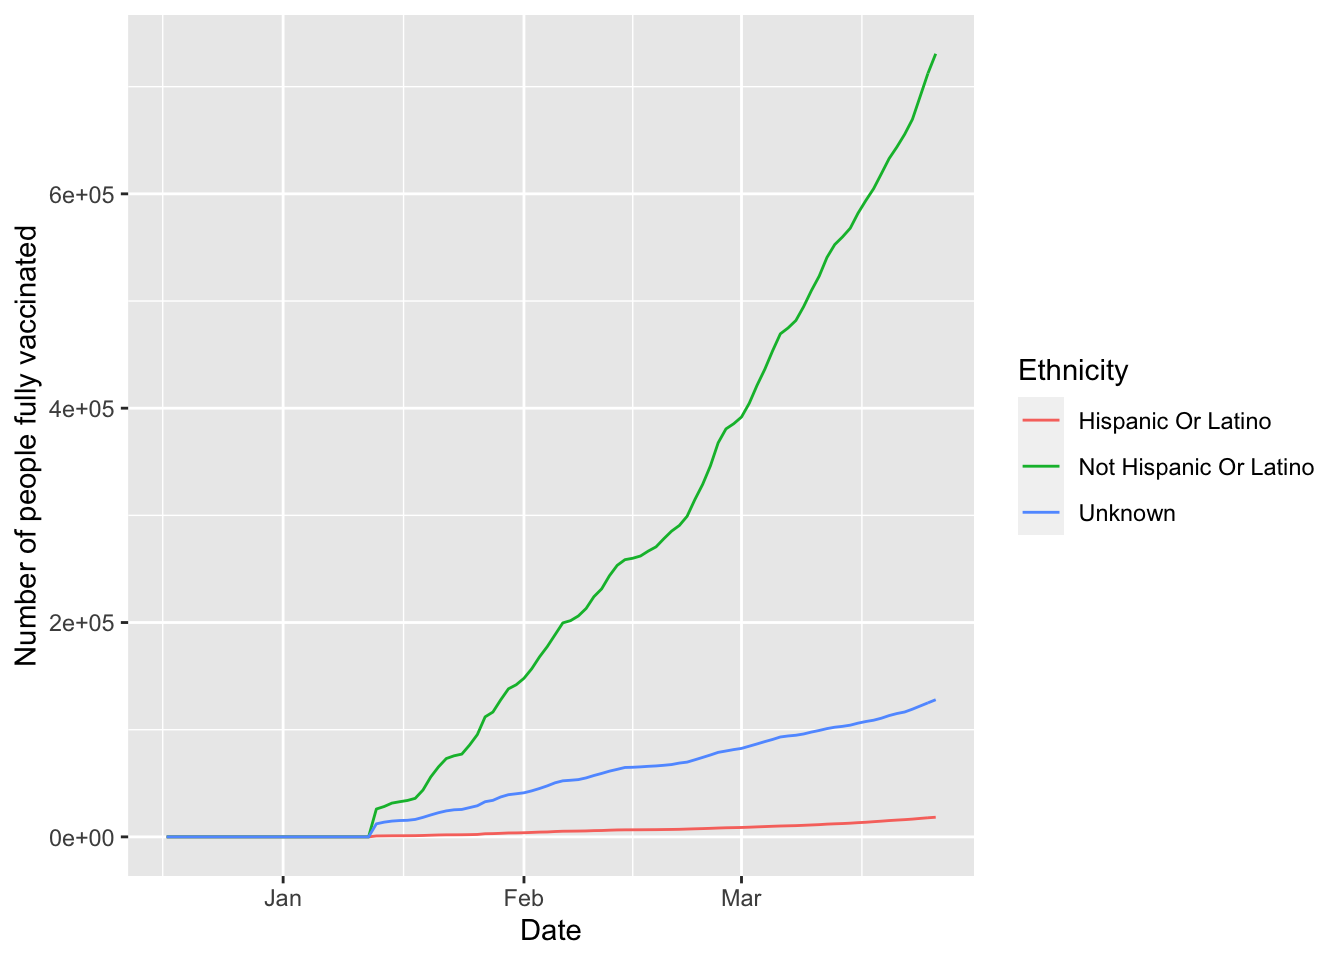 Number of people fully vaccinated
6e+05
4e+05
2e+05
0e+00
Jan
Feb
Mar
Date
Ethnicity
Hispanic Or Latino
Not Hispanic Or Latino
Unknown